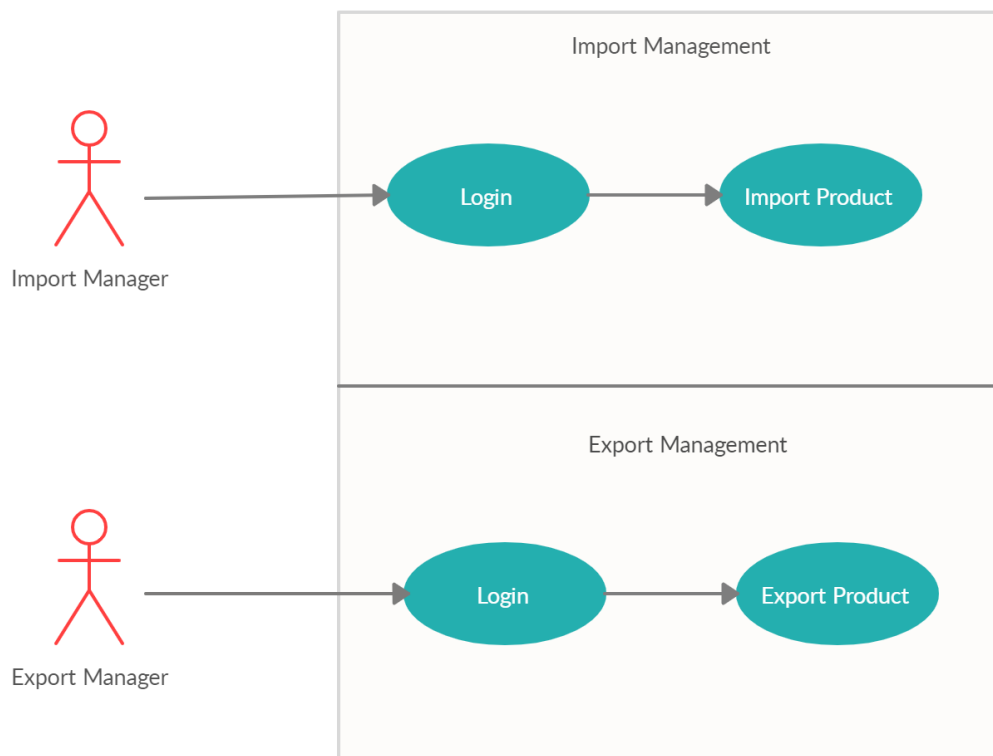 Import Management
Login
Import Product
Import Manager
Export Management
Login
Export Product
Export Manager